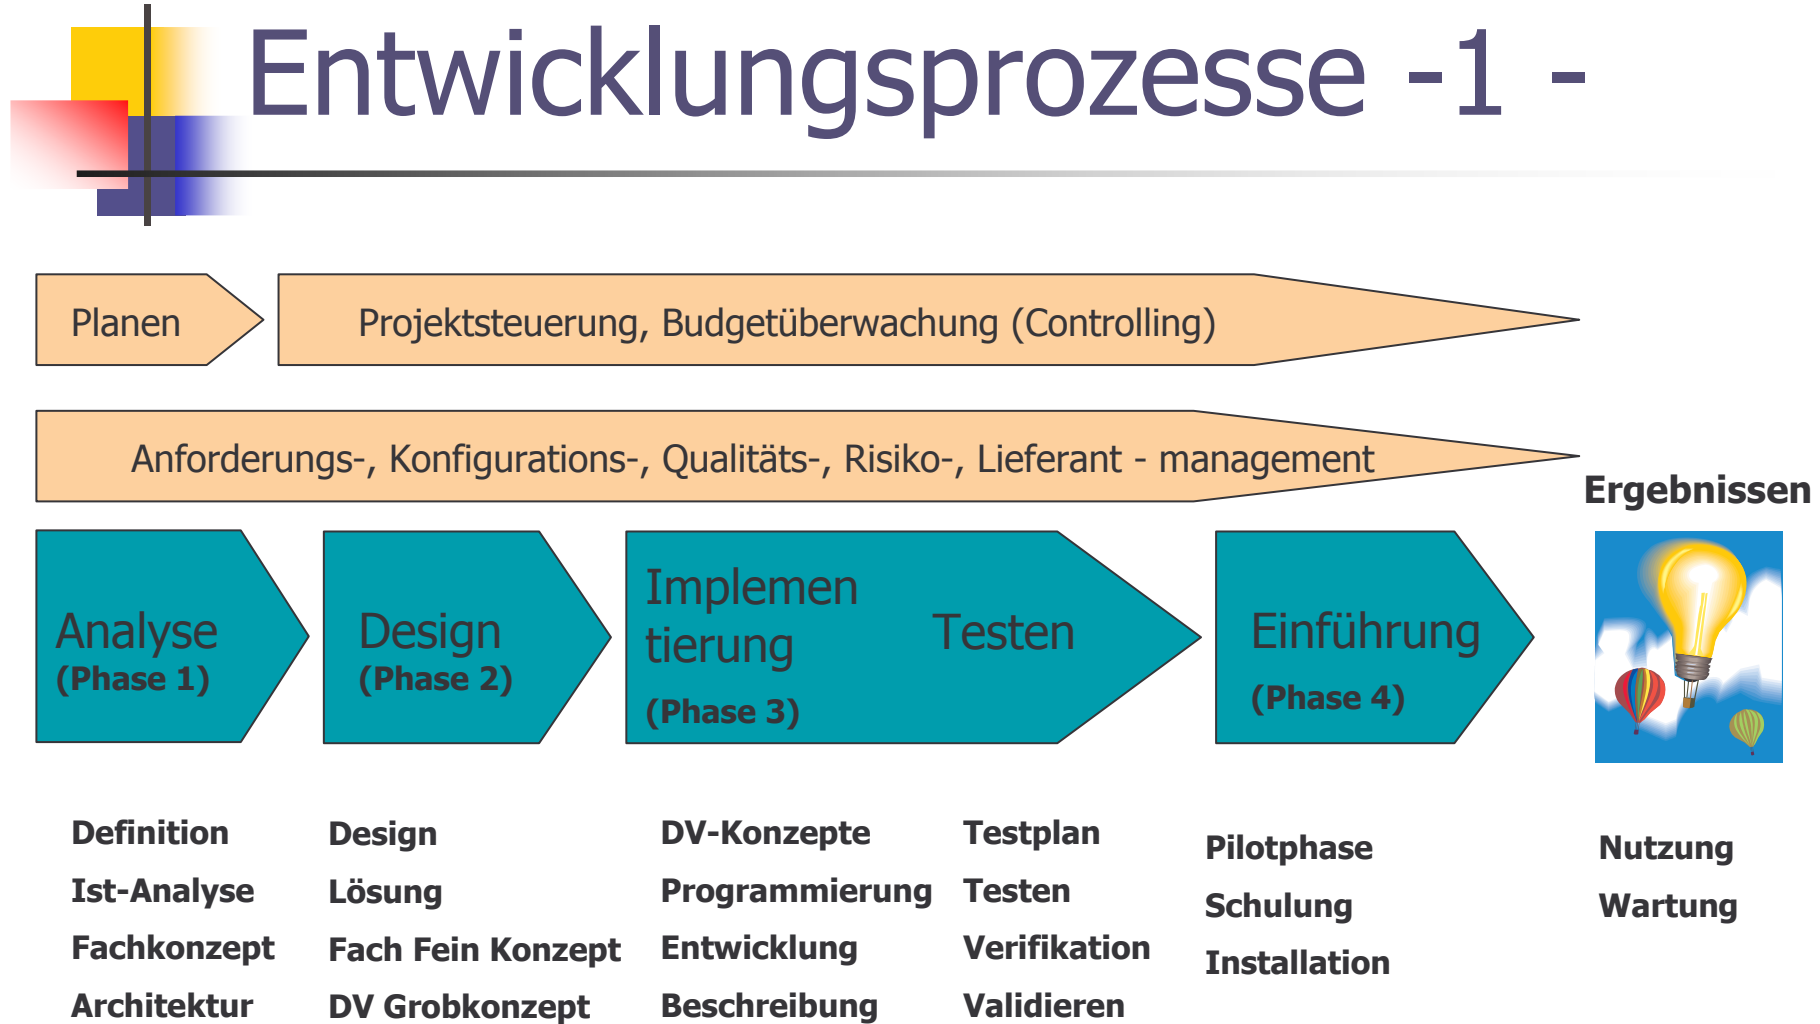 Entwicklungsprozesse -1 -
Planen
Projektsteuerung, Budgetüberwachung (Controlling)
Anforderungs-, Konfigurations-, Qualitäts-, Risiko-, Lieferant - management
Ergebnissen
Analyse
(Phase 1)
Design
(Phase 2)
Implemen
tierung
(Phase 3)
Testen
Einführung
(Phase 4)
Definition
Ist-Analyse
Fachkonzept
Architektur
Design
Lösung
Fach Fein Konzept
DV Grobkonzept
DV-Konzepte
Programmierung
Entwicklung
Beschreibung
Testplan
Testen
Verifikation
Validieren
Pilotphase
Schulung
Installation
Nutzung
Wartung